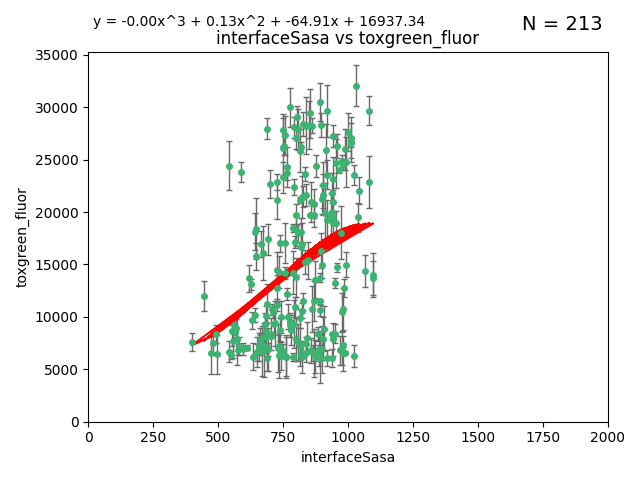 y = -0.00x^3 + 0.13x^2 + -64.91x + 16937.34
N = 213
interfaceSasa vs toxgreen_fluor
35000
30000
25000
20000
15000
10000
5000
0
toxgreen_fluor
0 250 500 750 1000 1250 1500 1750 2000
interfaceSasa